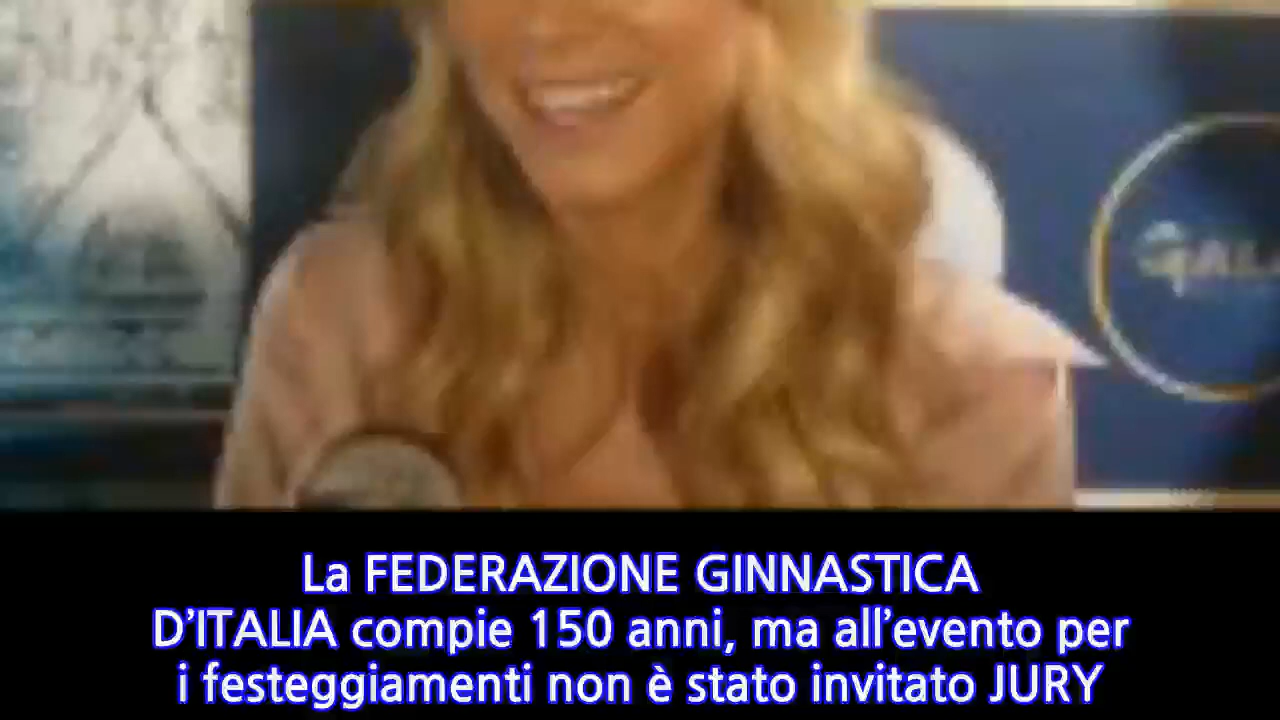 La FEDERAZIONE GINNASTICA
D’ITALIA compie 150 anni, ma all’evento per
i festeggiamenti non è stato invitato JURY